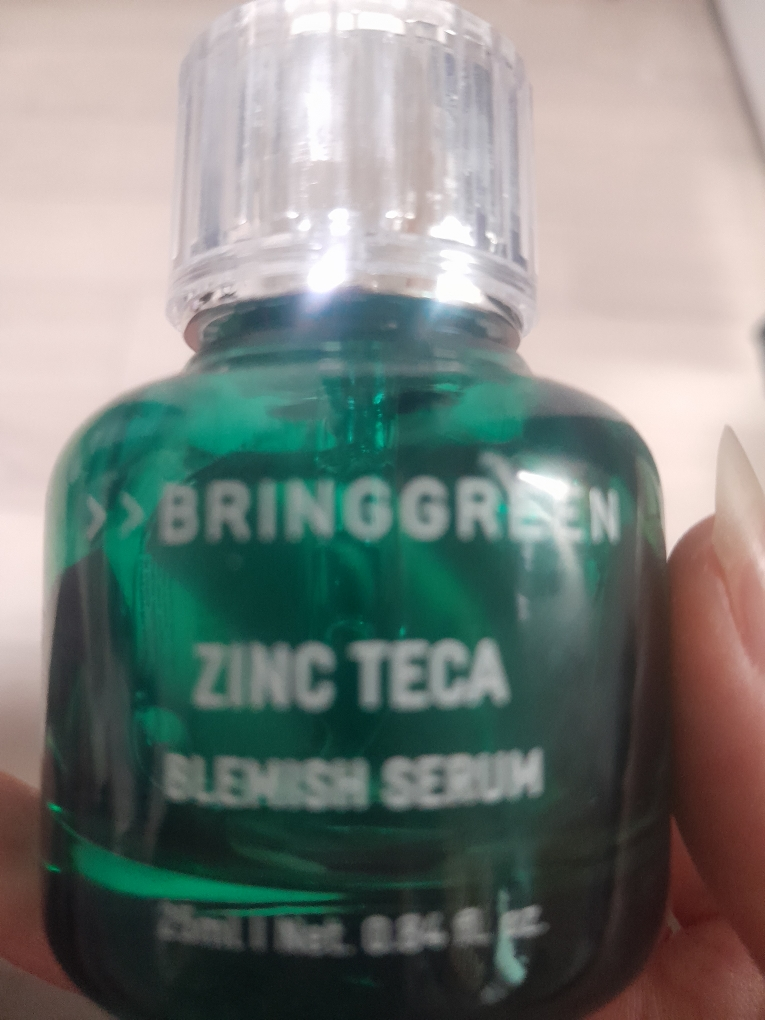 >> BRINGGREEN
ZINC TECA
BLEMISH SERUM
25ml | Net. 0.84 fl. oz.